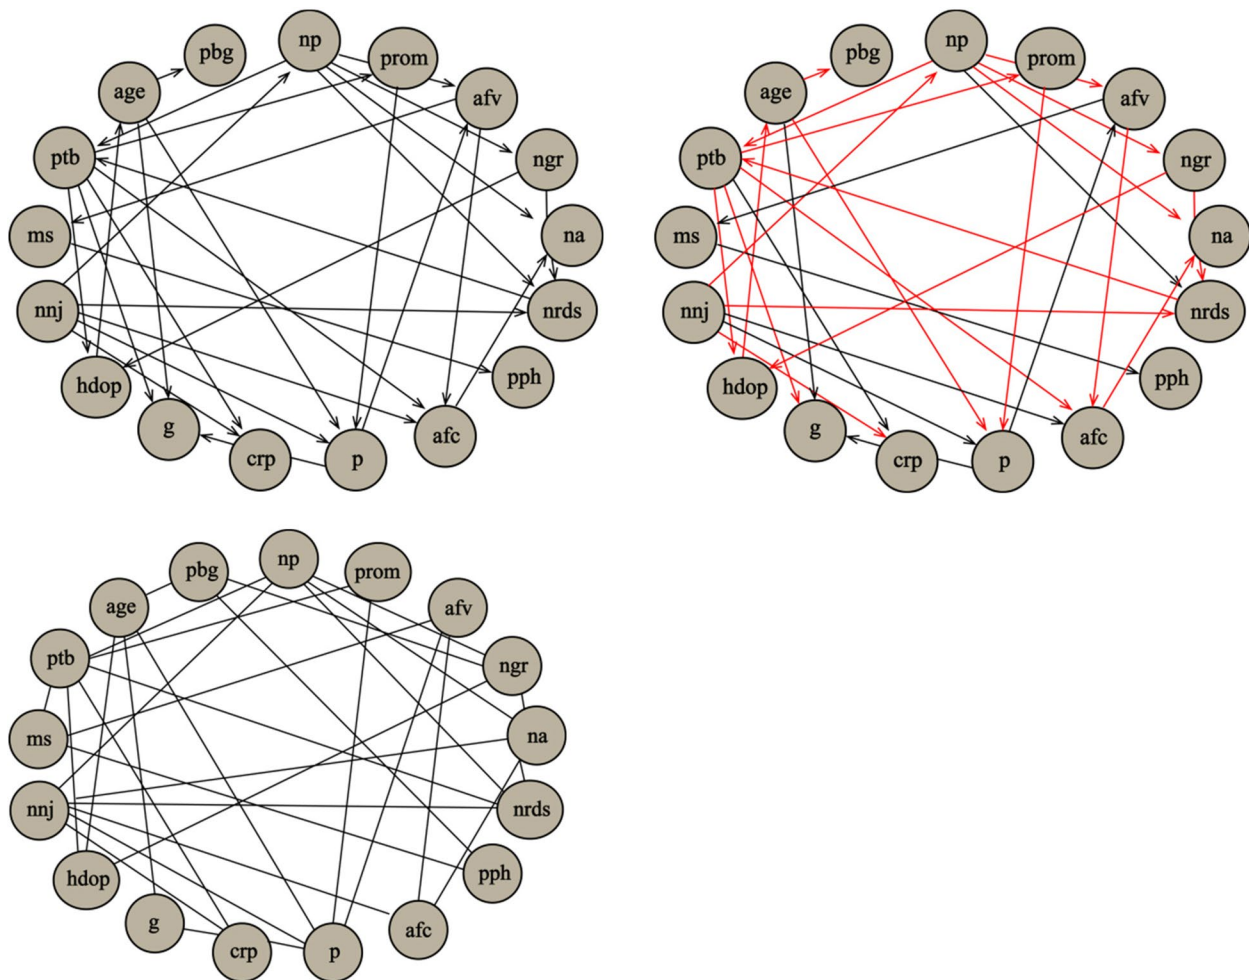 np
prom
pbg
age
afv
ptb
ngr
ms
na
nnj
nrds
hdop
pph
g
afc
crp
p
np
prom
pbg
age
afv
ptb
ngr
ms
na
nnj
nrds
hdop
pph
g
afc
crp
p
np
prom
pbg
age
afv
ptb
ngr
ms
na
nnj
nrds
hdop
pph
g
afc
crp
p